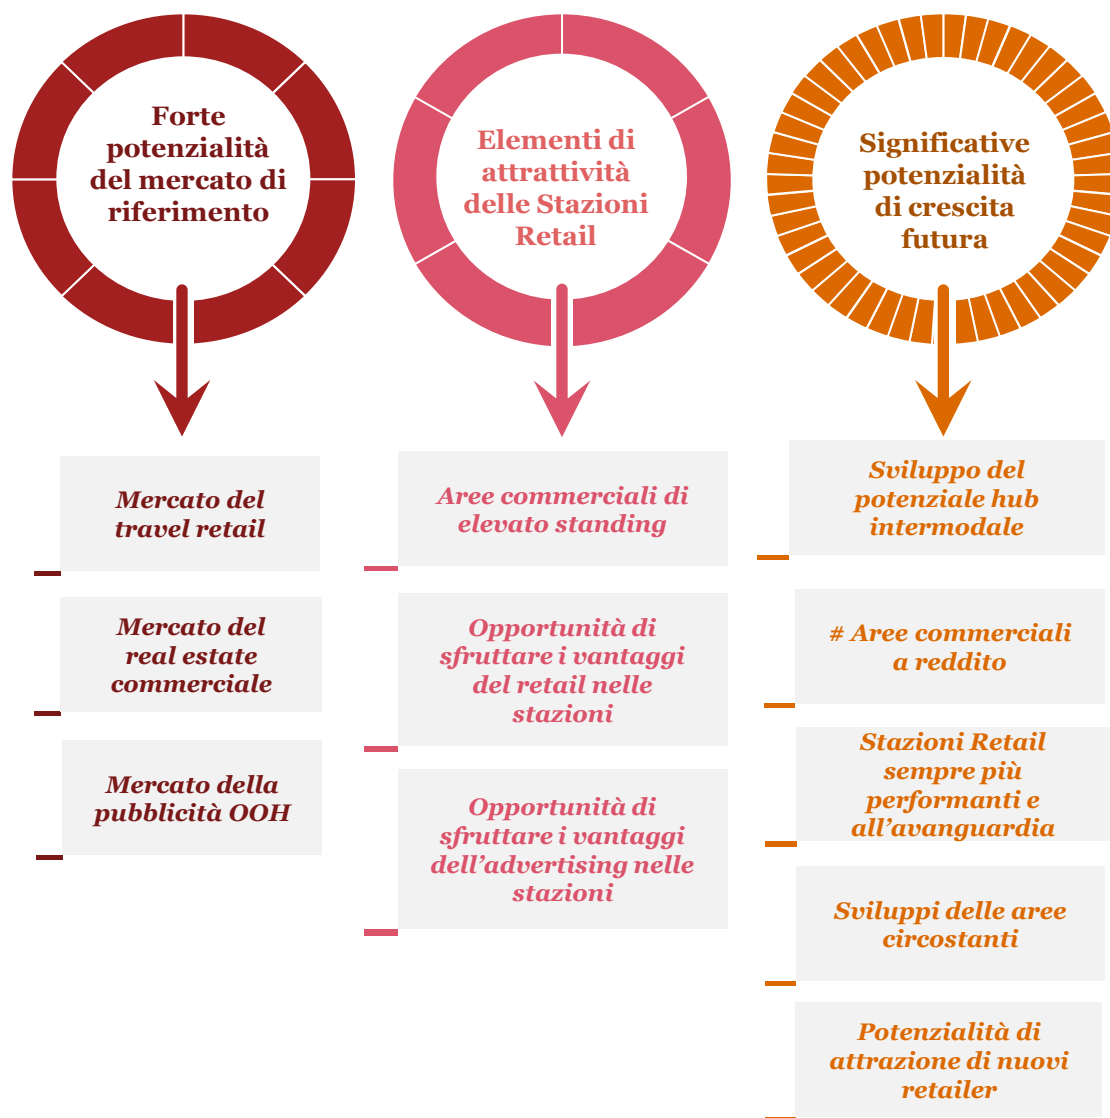 Forte
potenzialità
del mercato di
riferimento
Mercato del
travel retail
Mercato del
real estate
commerciale
Mercato della
pubblicità OOH
Elementi di
attrattività
delle Stazioni
Retail
Aree commerciali di
elevato standing
Opportunità di
sfruttare i vantaggi
del retail nelle
stazioni
Opportunità di
sfruttare i vantaggi
dell’advertising nelle
stazioni
Significative
potenzialità
di crescita
futura
Sviluppo del
potenziale hub
intermodale
# Aree commerciali
a reddito
Stazioni Retail
sempre più
performanti e
all’avanguardia
Sviluppi delle aree
circostanti
Potenzialità di
attrazione di nuovi
retailer